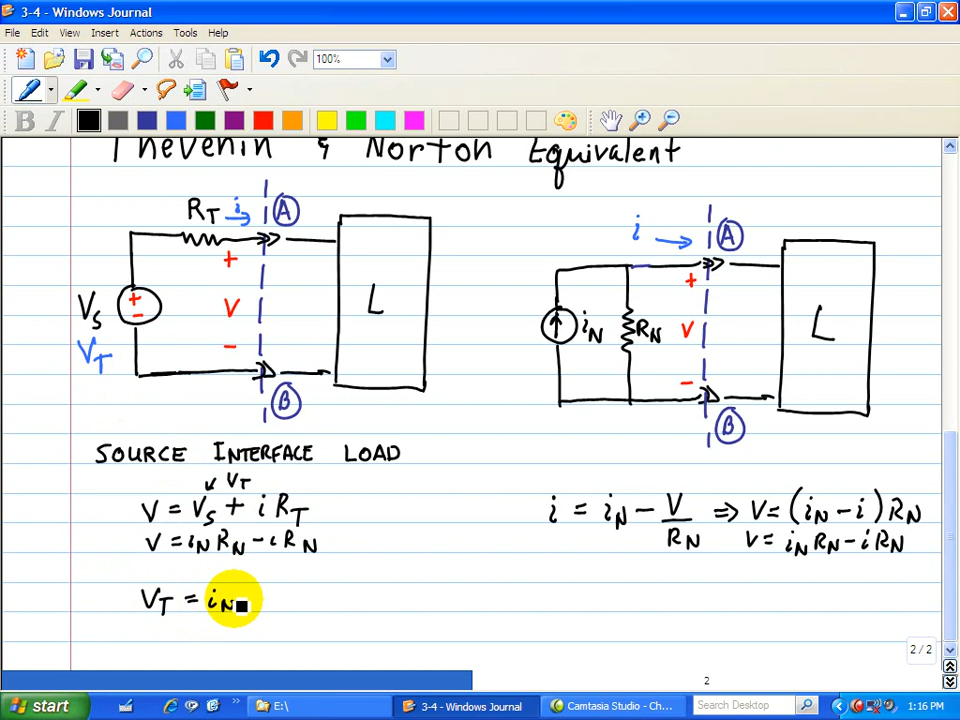 3-4 - Windows Journal
File Edit View Insert Actions Tools Help
100%
B I
Thevenin & Norton Equivalent
RT i A
+
VS + - V L
VT -
B
i A
+
iN RN V L
-
B
SOURCE INTERFACE LOAD
VT
V = VS + i RT
V = iN RN - i RN
i = iN - V/RN ⇒ V = (iN - i) RN
V = iN RN - i RN
VT = iN
2 / 2
2
start E:\ 3-4 - Windows Journal Camtasia Studio - Ch... Search Desktop 1:16 PM